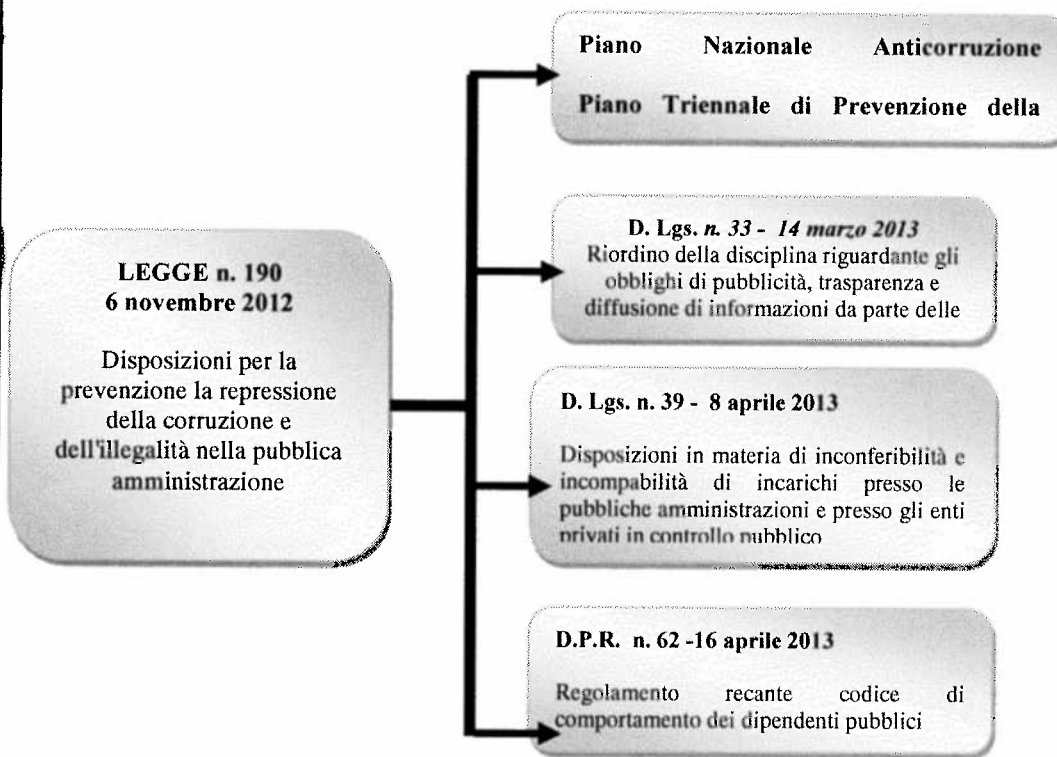 LEGGE n. 190
6 novembre 2012
Disposizioni per la
prevenzione la repressione
della corruzione e
dell'illegalità nella pubblica
amministrazione
Piano Nazionale Anticorruzione
Piano Triennale di Prevenzione della
D. Lgs. n. 33 - 14 marzo 2013
Riordino della disciplina riguardante gli
obblighi di pubblicità, trasparenza e
diffusione di informazioni da parte delle
D. Lgs. n. 39 - 8 aprile 2013
Disposizioni in materia di inconferibilità e
incompabilità di incarichi presso le
pubbliche amministrazioni e presso gli enti
privati in controllo pubblico
D.P.R. n. 62 -16 aprile 2013
Regolamento recante codice di
comportamento dei dipendenti pubblici